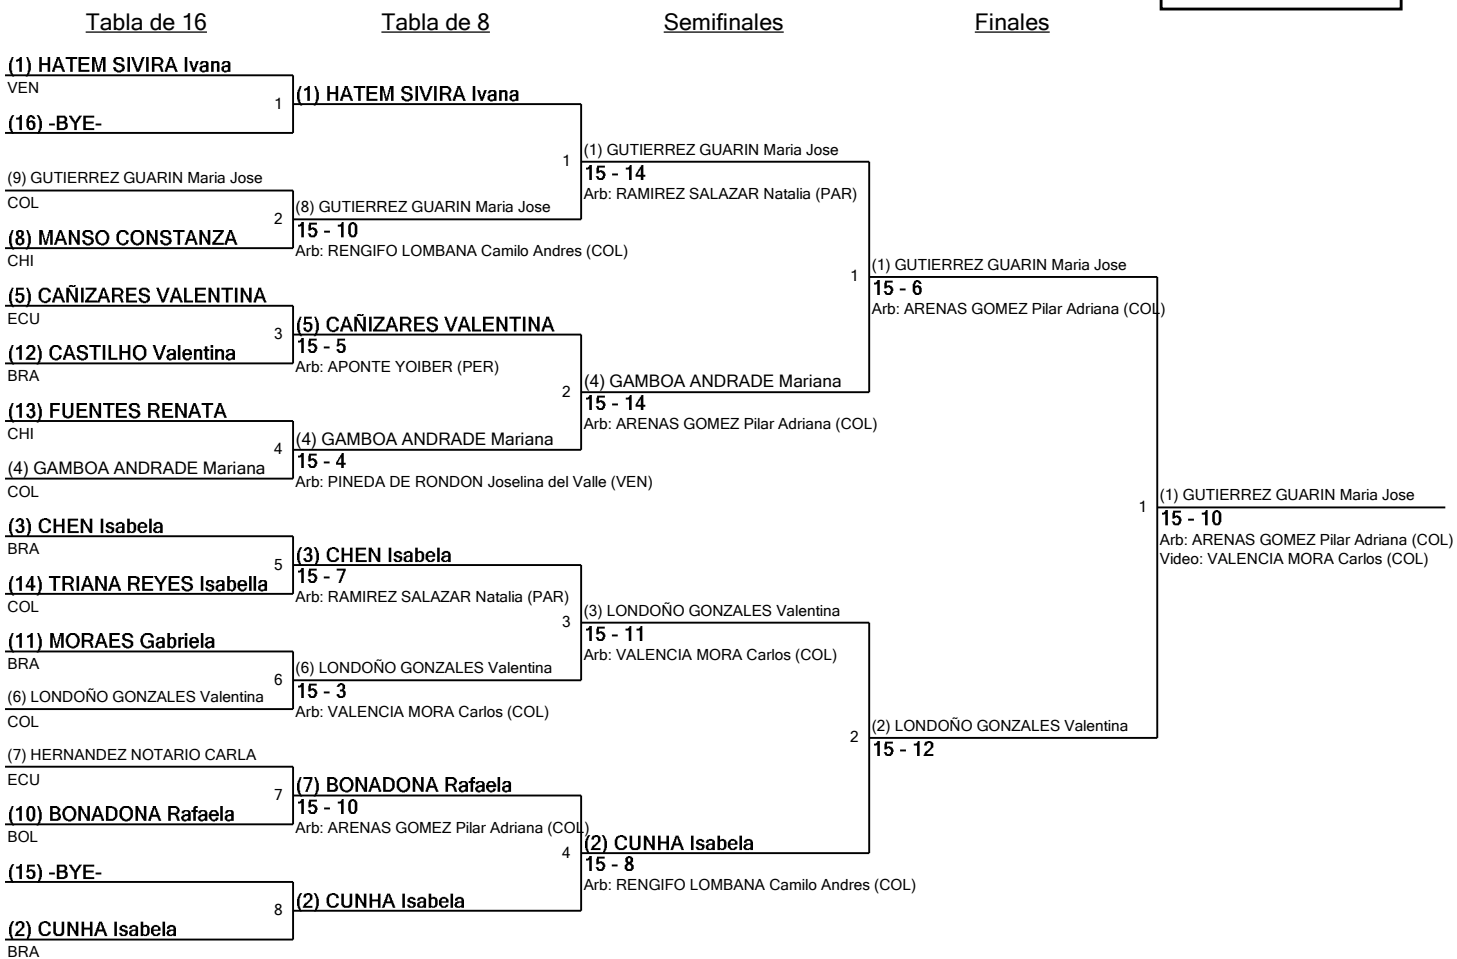 Tabla de 16
Tabla de 8
Semifinales
Finales
(1) HATEM SIVIRA Ivana
VEN
1
(16) -BYE-
(9) GUTIERREZ GUARIN Maria Jose
COL
2
(8) MANSO CONSTANZA
CHI
(5) CAÑIZARES VALENTINA
ECU
3
(12) CASTILHO Valentina
BRA
(13) FUENTES RENATA
CHI
4
(4) GAMBOA ANDRADE Mariana
COL
(3) CHEN Isabela
BRA
5
(14) TRIANA REYES Isabella
COL
(11) MORAES Gabriela
BRA
6
(6) LONDOÑO GONZALES Valentina
COL
(7) HERNANDEZ NOTARIO CARLA
ECU
7
(10) BONADONA Rafaela
BOL
(15) -BYE-
8
(2) CUNHA Isabela
BRA
(1) HATEM SIVIRA Ivana
1
(8) GUTIERREZ GUARIN Maria Jose
15 - 10
Arb: RENGIFO LOMBANA Camilo Andres (COL)
(5) CAÑIZARES VALENTINA
15 - 5
Arb: APONTE YOIBER (PER)
2
(4) GAMBOA ANDRADE Mariana
15 - 4
Arb: PINEDA DE RONDON Joselina del Valle (VEN)
(3) CHEN Isabela
15 - 7
Arb: RAMIREZ SALAZAR Natalia (PAR)
3
(6) LONDOÑO GONZALES Valentina
15 - 3
Arb: VALENCIA MORA Carlos (COL)
(7) BONADONA Rafaela
15 - 10
Arb: ARENAS GOMEZ Pilar Adriana (COL)
4
(2) CUNHA Isabela
(1) GUTIERREZ GUARIN Maria Jose
15 - 14
Arb: RAMIREZ SALAZAR Natalia (PAR)
1
(4) GAMBOA ANDRADE Mariana
15 - 14
Arb: ARENAS GOMEZ Pilar Adriana (COL)
(3) LONDOÑO GONZALES Valentina
15 - 11
Arb: VALENCIA MORA Carlos (COL)
2
(2) CUNHA Isabela
15 - 8
Arb: RENGIFO LOMBANA Camilo Andres (COL)
(1) GUTIERREZ GUARIN Maria Jose
15 - 6
Arb: ARENAS GOMEZ Pilar Adriana (COL)
1
(2) LONDOÑO GONZALES Valentina
15 - 12
(1) GUTIERREZ GUARIN Maria Jose
15 - 10
Arb: ARENAS GOMEZ Pilar Adriana (COL)
Video: VALENCIA MORA Carlos (COL)